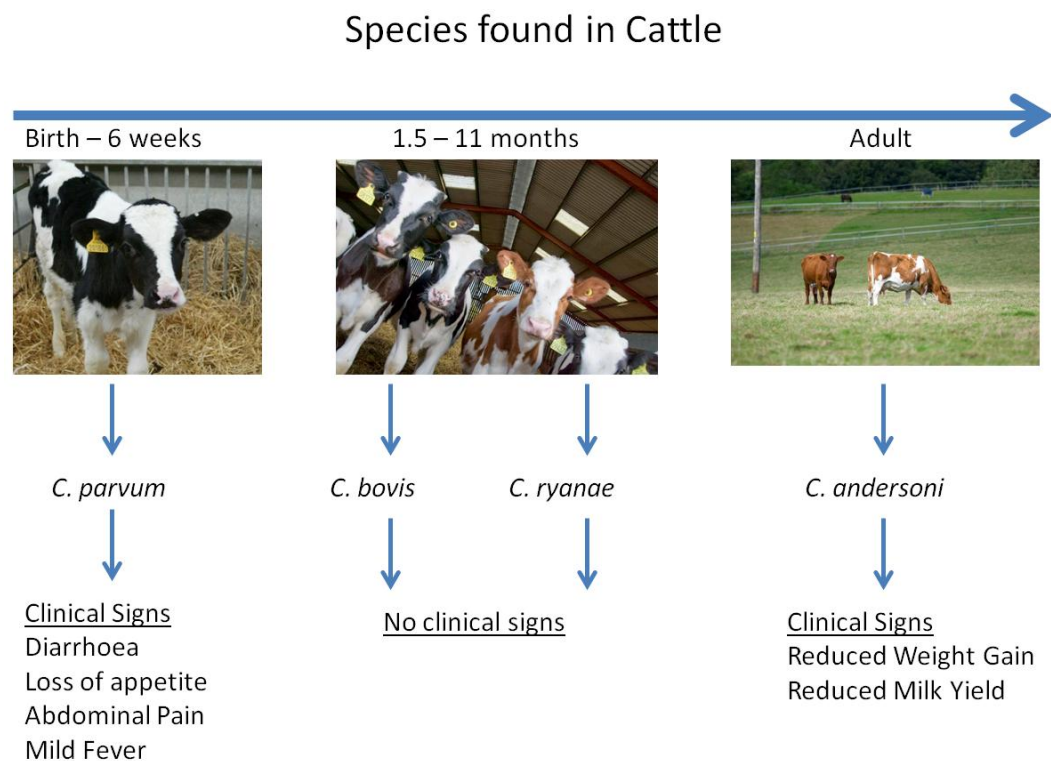 Species found in Cattle
Birth – 6 weeks
1.5 – 11 months
Adult
C. parvum
C. bovis
C. ryanae
C. andersoni
Clinical Signs
Diarrhoea
Loss of appetite
Abdominal Pain
Mild Fever
No clinical signs
Clinical Signs
Reduced Weight Gain
Reduced Milk Yield